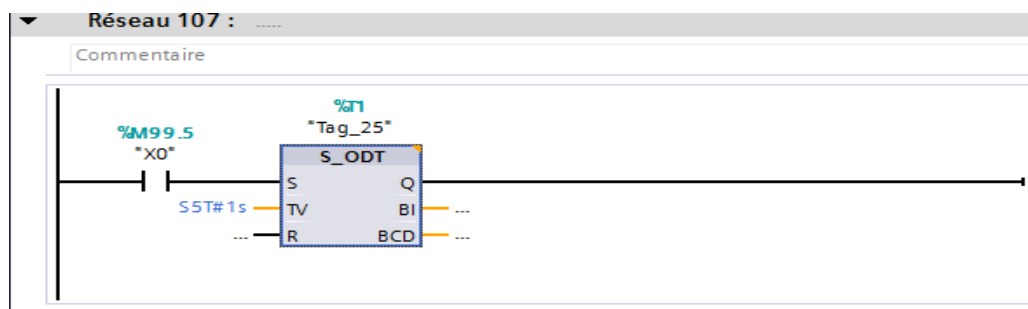 Réseau 107 : .....
Commentaire
%T1
"Tag_25"
%M99.5
"X0"
S_ODT
S Q
S5T#1s TV BI ...
... R BCD ...